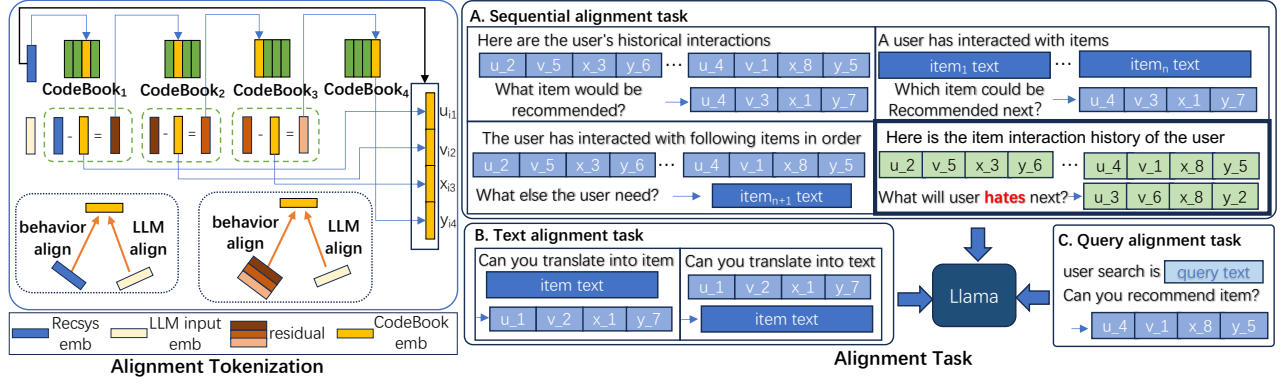 CodeBook1 CodeBook2 CodeBook3 CodeBook4
- = - = - =
ui1
vi2
xi3
yi4
behavior align
LLM align
behavior align
LLM align
Recsys emb
LLM input emb
residual
CodeBook emb
Alignment Tokenization
A. Sequential alignment task
Here are the user's historical interactions
u_2 v_5 x_3 y_6 ... u_4 v_1 x_8 y_5
What item would be
recommended?
u_4 v_3 x_1 y_7
A user has interacted with items
item1 text ... itemn text
Which item could be
Recommended next?
u_4 v_3 x_1 y_7
The user has interacted with following items in order
u_2 v_5 x_3 y_6 ... u_4 v_1 x_8 y_5
What else the user need?
itemn+1 text
Here is the item interaction history of the user
u_2 v_5 x_3 y_6 ... u_4 v_1 x_8 y_5
What will user hates next?
u_3 v_6 x_8 y_2
B. Text alignment task
Can you translate into item
item text
u_1 v_2 x_1 y_7
Can you translate into text
u_1 v_2 x_1 y_7
item text
Llama
C. Query alignment task
user search is query text
Can you recommend item?
u_4 v_1 x_8 y_5
Alignment Task